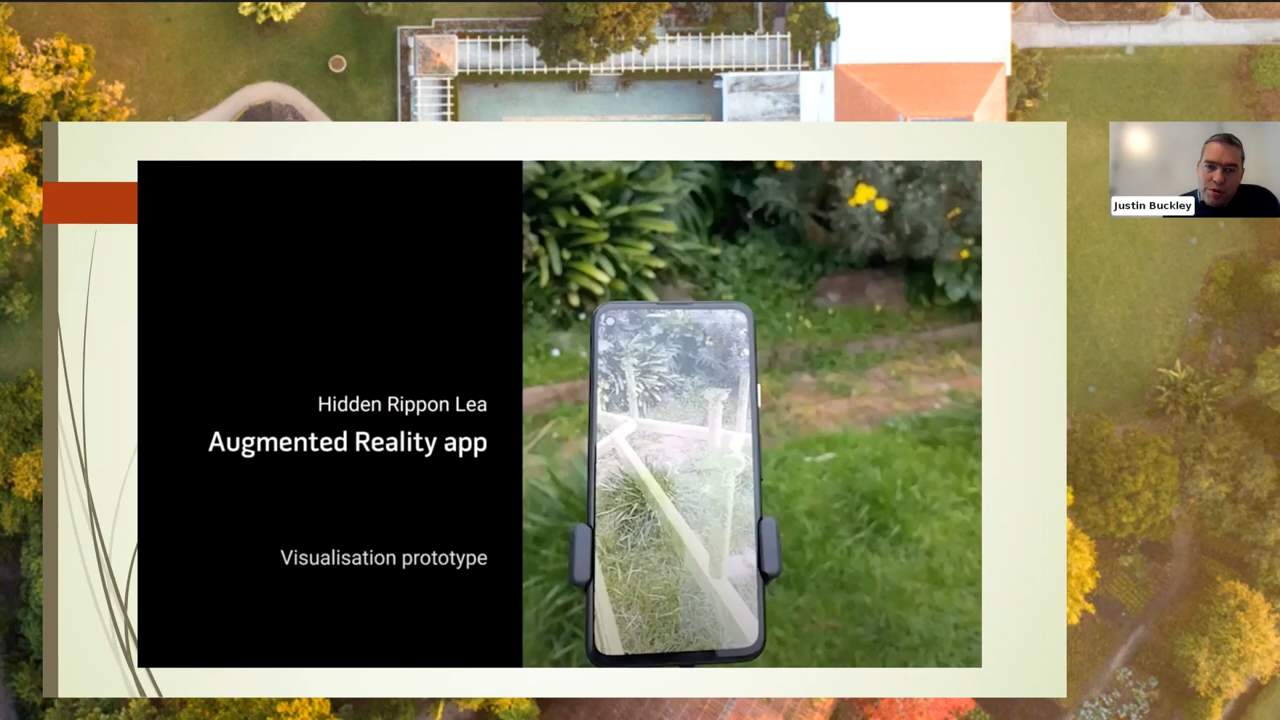 Hidden Rippon Lea
Augmented Reality app
Visualisation prototype
Justin Buckley